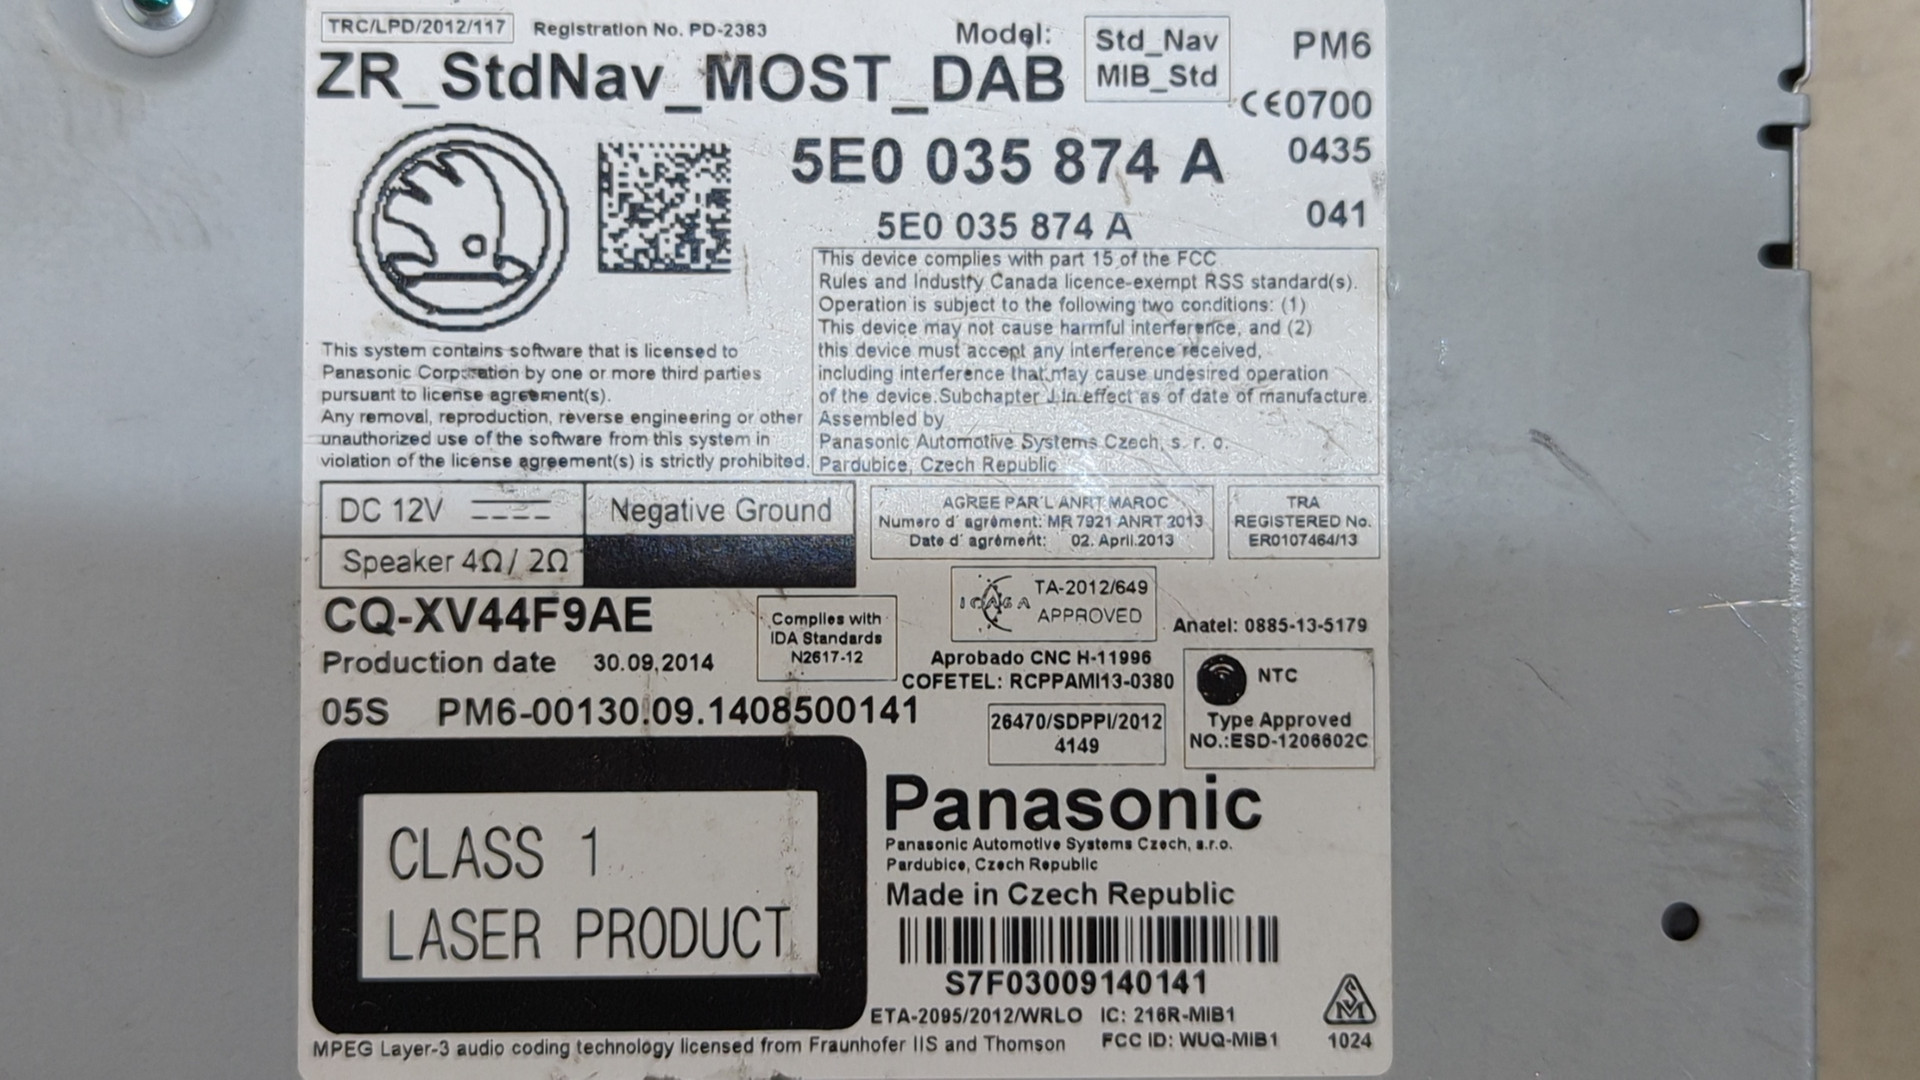 TRC/LPD/2012/117 Registration No. PD-2383
Model: Std_Nav MIB_Std
PM6
ZR_StdNav_MOST_DAB
CE0700
5E0 035 874 A
0435
5E0 035 874 A
041
This device complies with part 15 of the FCC
Rules and Industry Canada licence-exempt RSS standard(s).
Operation is subject to the following two conditions: (1)
This device may not cause harmful interference, and (2)
this device must accept any interference received,
including interference that may cause undesired operation
of the device.Subchapter J in effect as of date of manufacture.
Assembled by
Panasonic Automotive Systems Czech, s. r. o.
Pardubice, Czech Republic
This system contains software that is licensed to
Panasonic Corporation by one or more third parties
pursuant to license agreement(s).
Any removal, reproduction, reverse engineering or other
unauthorized use of the software from this system in
violation of the license agreement(s) is strictly prohibited.
DC 12V
Negative Ground
Speaker 4Ω/ 2Ω
AGREE PAR L'ANRT MAROC
Numero d' agrément: MR 7921 ANRT 2013
Date d' agrément: 02. April.2013
TRA
REGISTERED No.
ER0107464/13
CQ-XV44F9AE
Production date 30.09.2014
05S PM6-00130.09.1408500141
Complies with
IDA Standards
N2617-12
ICASA
TA-2012/649
APPROVED
Anatel: 0885-13-5179
Aprobado CNC H-11996
COFETEL: RCPPAMI13-0380
26470/SDPPI/2012
4149
NTC
Type Approved
NO.:ESD-1206602C
CLASS 1
LASER PRODUCT
Panasonic
Panasonic Automotive Systems Czech, s.r.o.
Pardubice, Czech Republic
Made in Czech Republic
S7F03009140141
ETA-2095/2012/WRLO IC: 216R-MIB1
FCC ID: WUQ-MIB1
SM
1024
MPEG Layer-3 audio coding technology licensed from Fraunhofer IIS and Thomson